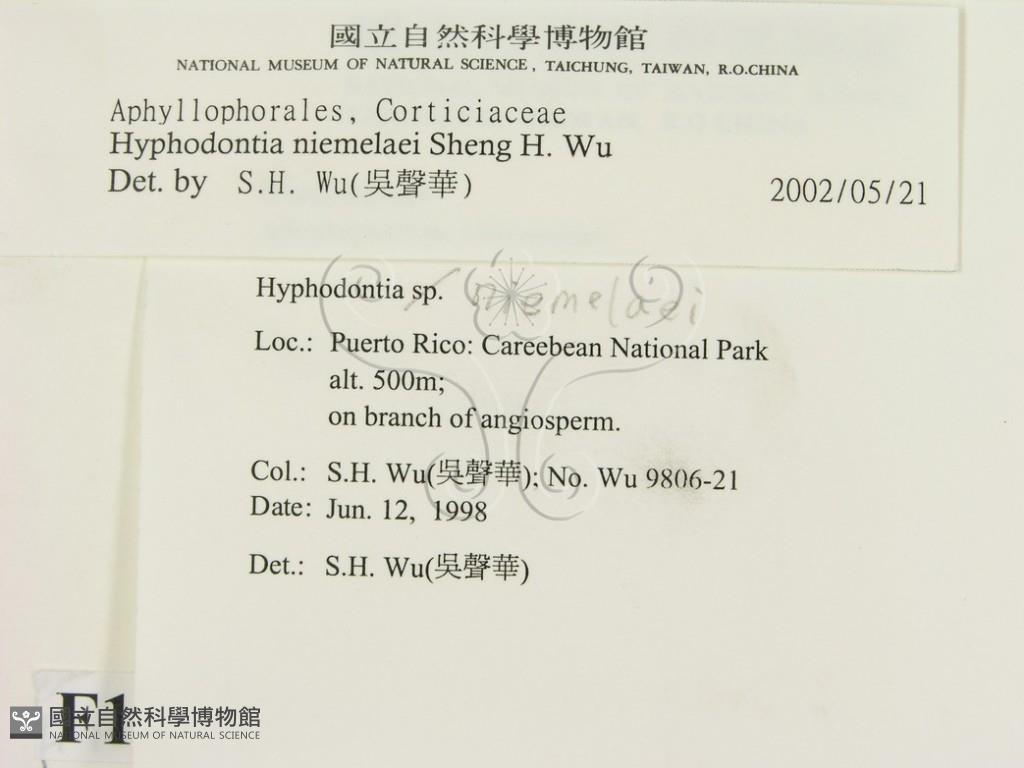 國立自然科學博物館
NATIONAL MUSEUM OF NATURAL SCIENCE, TAICHUNG, TAIWAN, R.O.CHINA
Aphyllophorales, Corticiaceae
Hyphodontia niemelaei Sheng H. Wu
Det. by S.H. Wu(吳聲華)
2002/05/21
Hyphodontia sp. niemelaei
Loc.: Puerto Rico: Careebean National Park
alt. 500m;
on branch of angiosperm.
Col.: S.H. Wu(吳聲華); No. Wu 9806-21
Date: Jun. 12, 1998
Det.: S.H. Wu(吳聲華)
F1
國立自然科學博物館
NATIONAL MUSEUM OF NATURAL SCIENCE